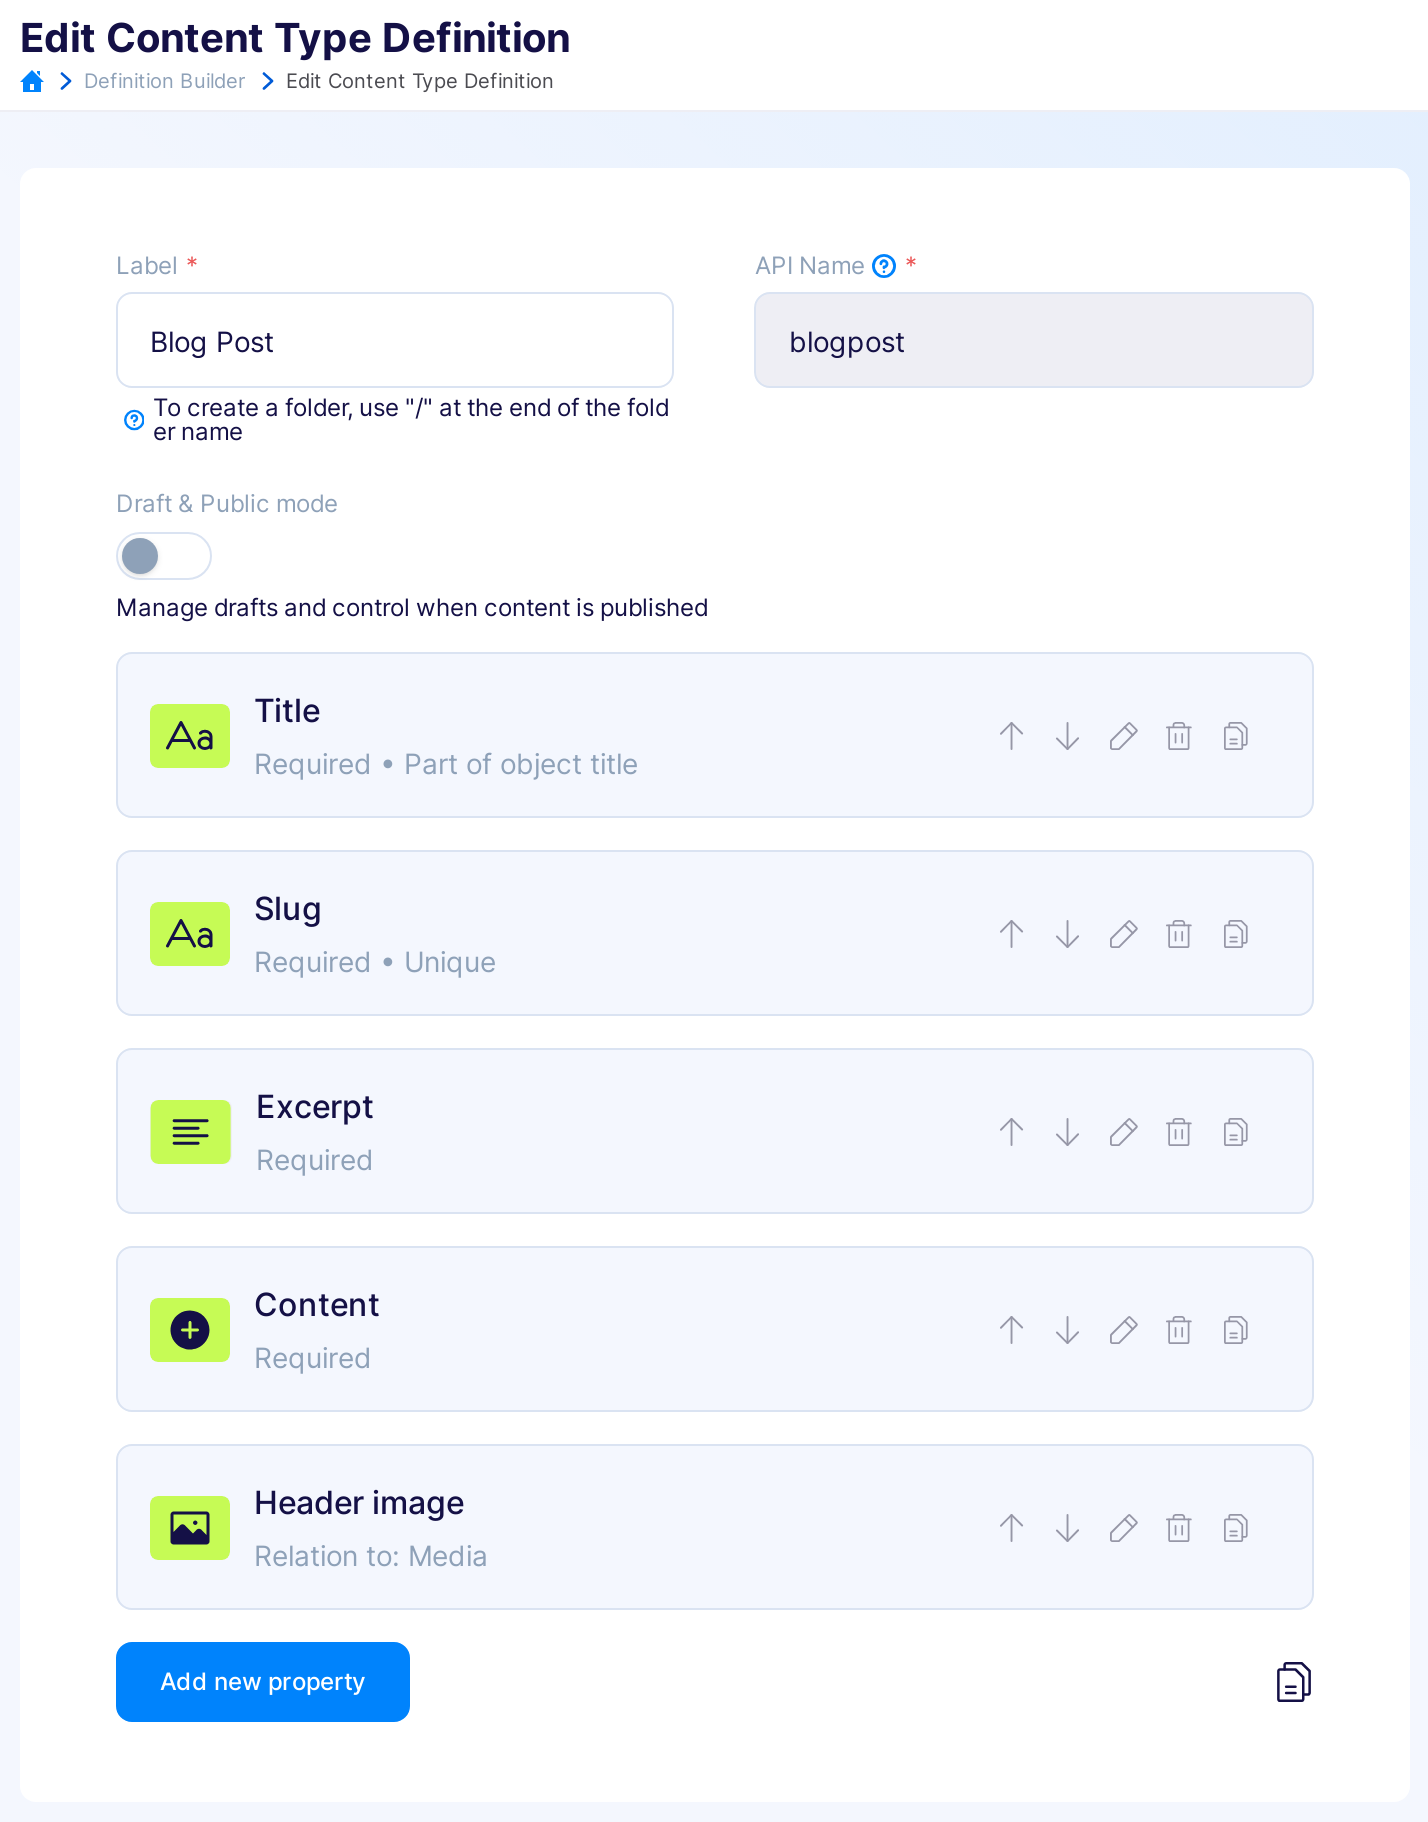 Edit Content Type Definition
Definition Builder
Edit Content Type Definition
Label *
API Name *
Blog Post
blogpost
To create a folder, use "/" at the end of the fold
er name
Draft & Public mode
Manage drafts and control when content is published
Aa
Title
Required • Part of object title
Aa
Slug
Required • Unique
Excerpt
Required
Content
Required
Header image
Relation to: Media
Add new property